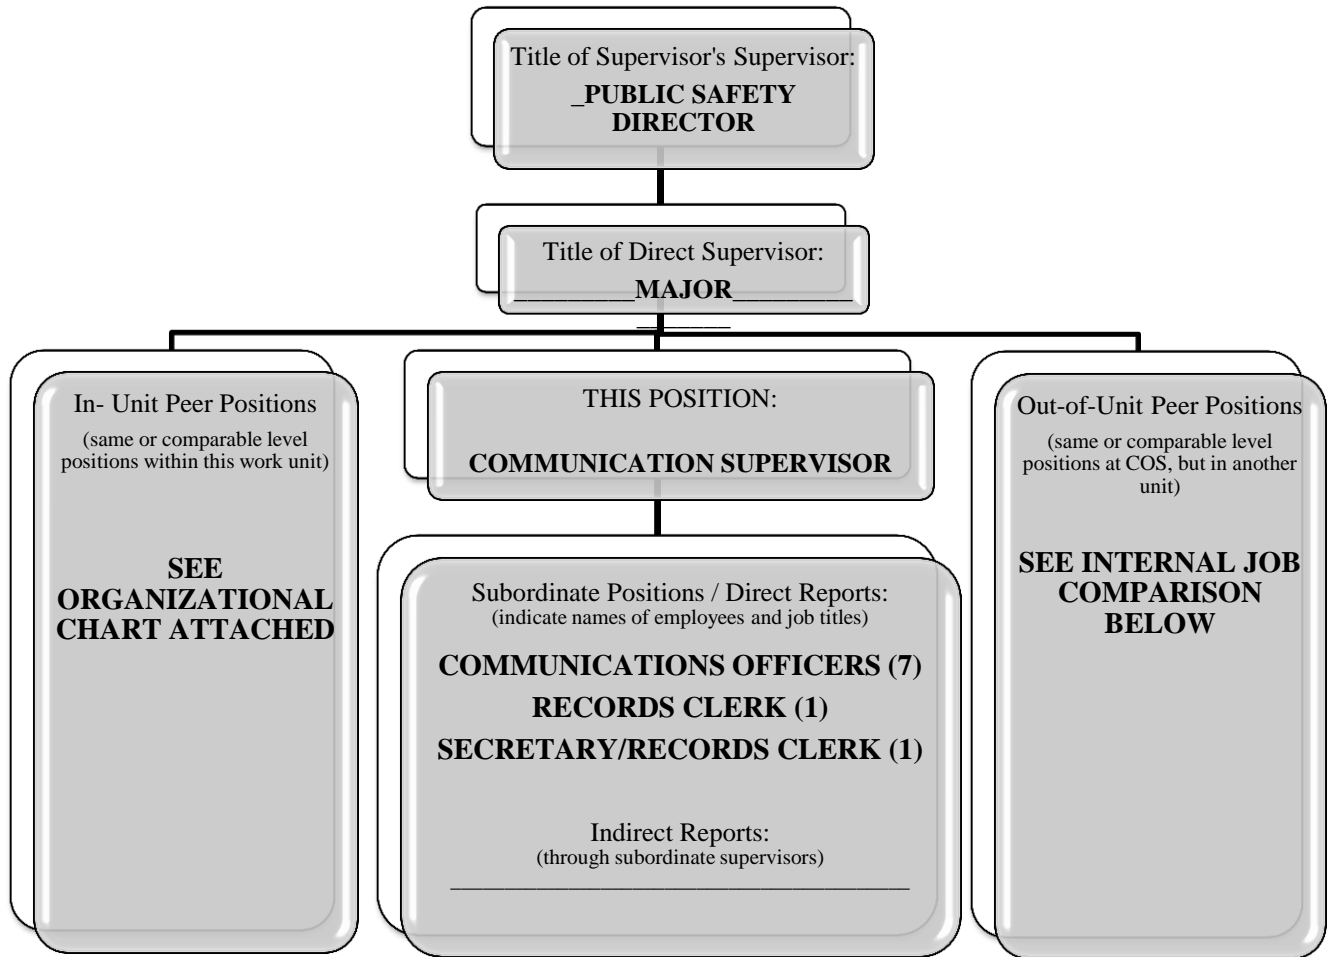 Title of Supervisor's Supervisor:
_PUBLIC SAFETY
DIRECTOR
Title of Direct Supervisor:
_________MAJOR_________
_______
In- Unit Peer Positions
(same or comparable level
positions within this work unit)
SEE
ORGANIZATIONAL
CHART ATTACHED
THIS POSITION:
COMMUNICATION SUPERVISOR
Subordinate Positions / Direct Reports:
(indicate names of employees and job titles)
COMMUNICATIONS OFFICERS (7)
RECORDS CLERK (1)
SECRETARY/RECORDS CLERK (1)
Indirect Reports:
(through subordinate supervisors)
__________________________________________
Out-of-Unit Peer Positions
(same or comparable level
positions at COS, but in another
unit)
SEE INTERNAL JOB
COMPARISON
BELOW